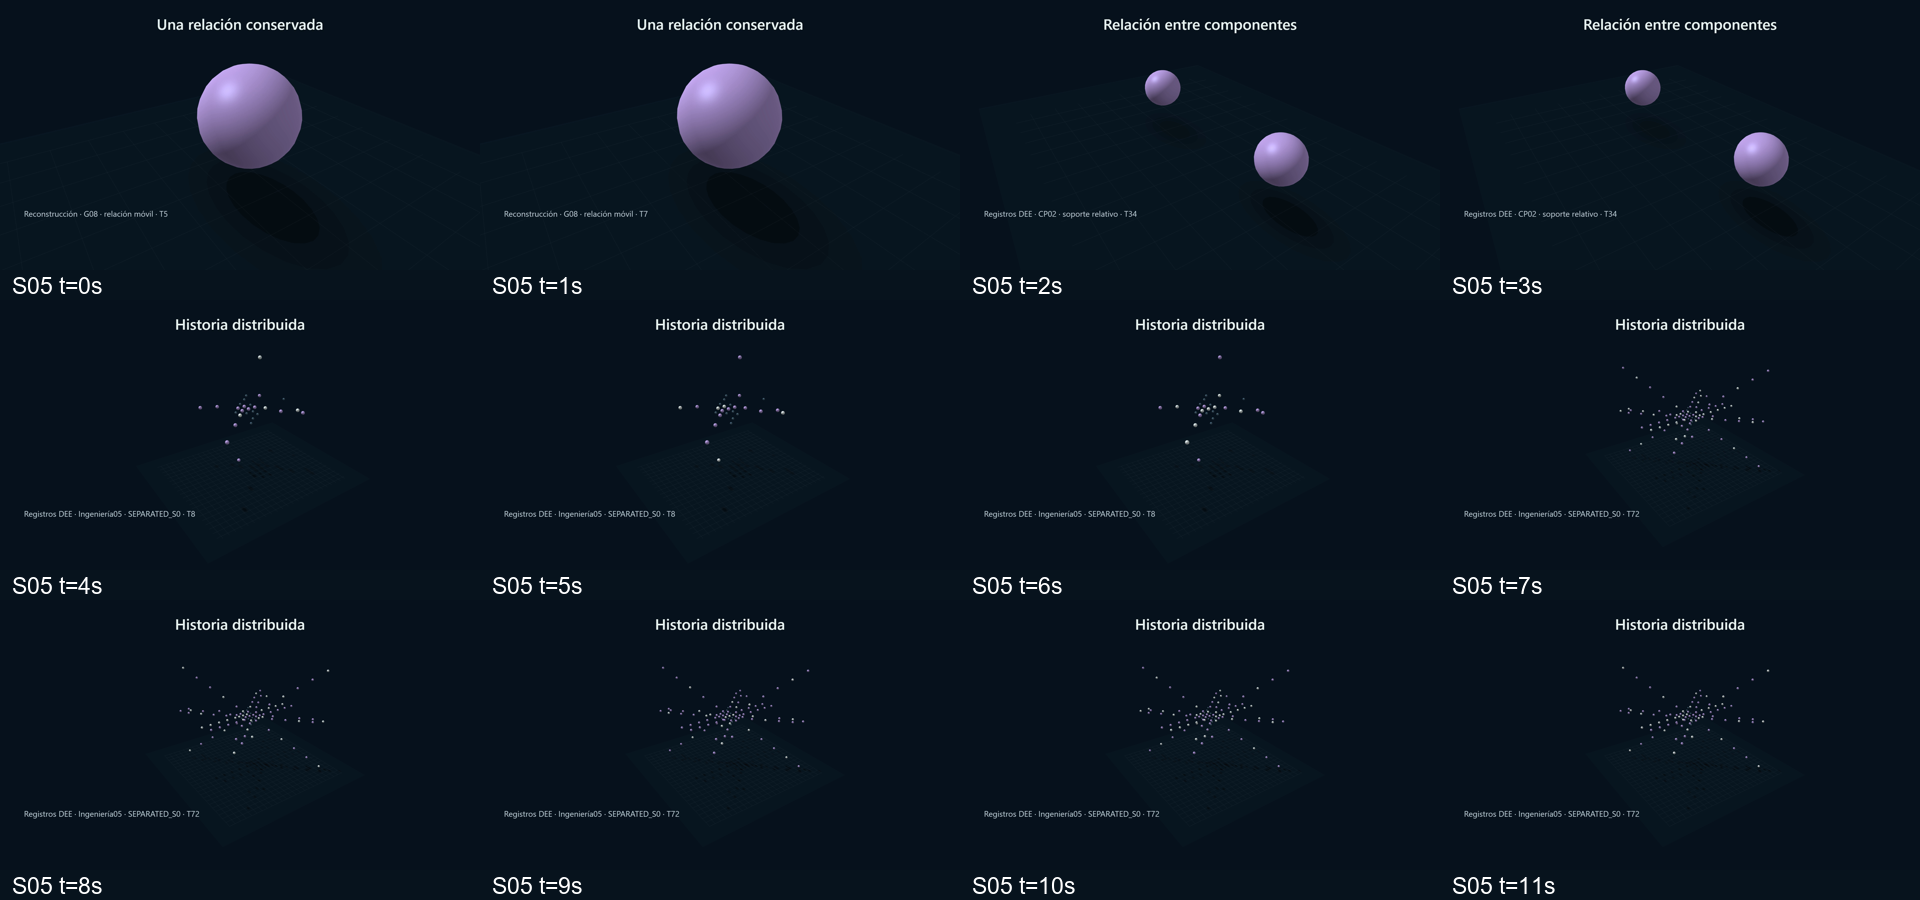 Una relación conservada
Una relación conservada
Relación entre componentes
Relación entre componentes
Reconstrucción · G08 · relación móvil · T5
Reconstrucción · G08 · relación móvil · T7
Registros DEE · CP02 · soporte relativo · T34
Registros DEE · CP02 · soporte relativo · T34
S05 t=0s
S05 t=1s
S05 t=2s
S05 t=3s
Historia distribuida
Historia distribuida
Historia distribuida
Historia distribuida
Registros DEE · Ingeniería05 · SEPARATED_S0 · T8
Registros DEE · Ingeniería05 · SEPARATED_S0 · T8
Registros DEE · Ingeniería05 · SEPARATED_S0 · T8
Registros DEE · Ingeniería05 · SEPARATED_S0 · T72
S05 t=4s
S05 t=5s
S05 t=6s
S05 t=7s
Historia distribuida
Historia distribuida
Historia distribuida
Historia distribuida
Registros DEE · Ingeniería05 · SEPARATED_S0 · T72
Registros DEE · Ingeniería05 · SEPARATED_S0 · T72
Registros DEE · Ingeniería05 · SEPARATED_S0 · T72
Registros DEE · Ingeniería05 · SEPARATED_S0 · T72
S05 t=8s
S05 t=9s
S05 t=10s
S05 t=11s